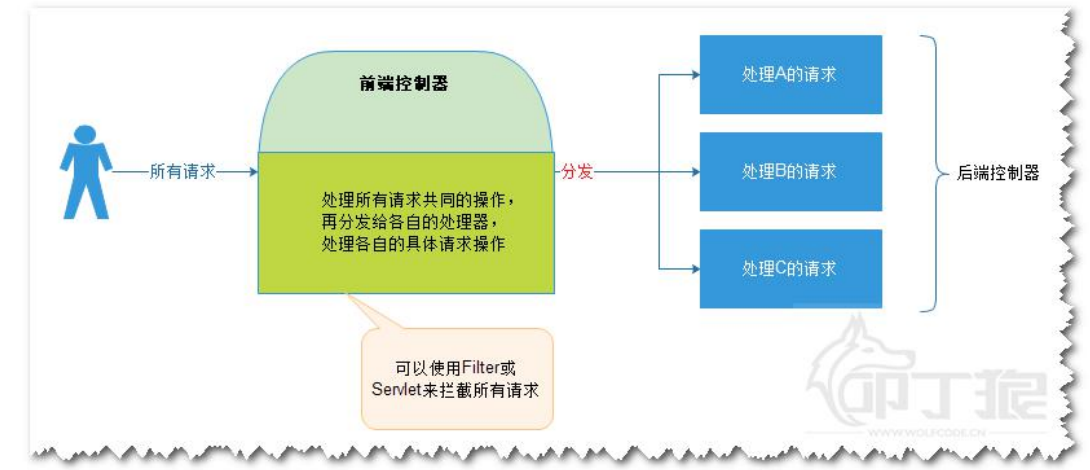 前端控制器
所有请求
处理所有请求共同的操作，
再分发给各自的处理器，
处理各自的具体请求操作
分发
处理A的请求
处理B的请求
处理C的请求
后端控制器
可以使用Filter或
Servlet来拦截所有请求
叩丁狼
WWW.WOLFCODE.CN